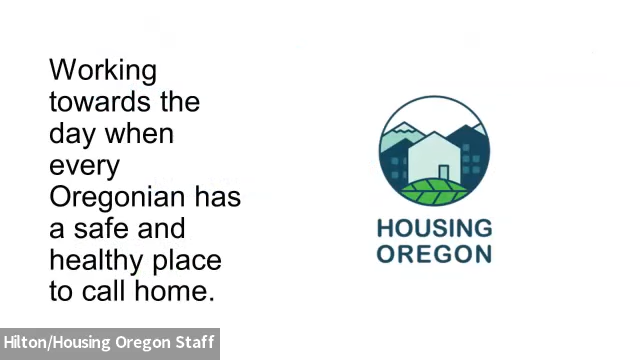 Working
towards the
day when
every
Oregonian has
a safe and
healthy place
to call home.
HOUSING
OREGON
Hilton/Housing Oregon Staff